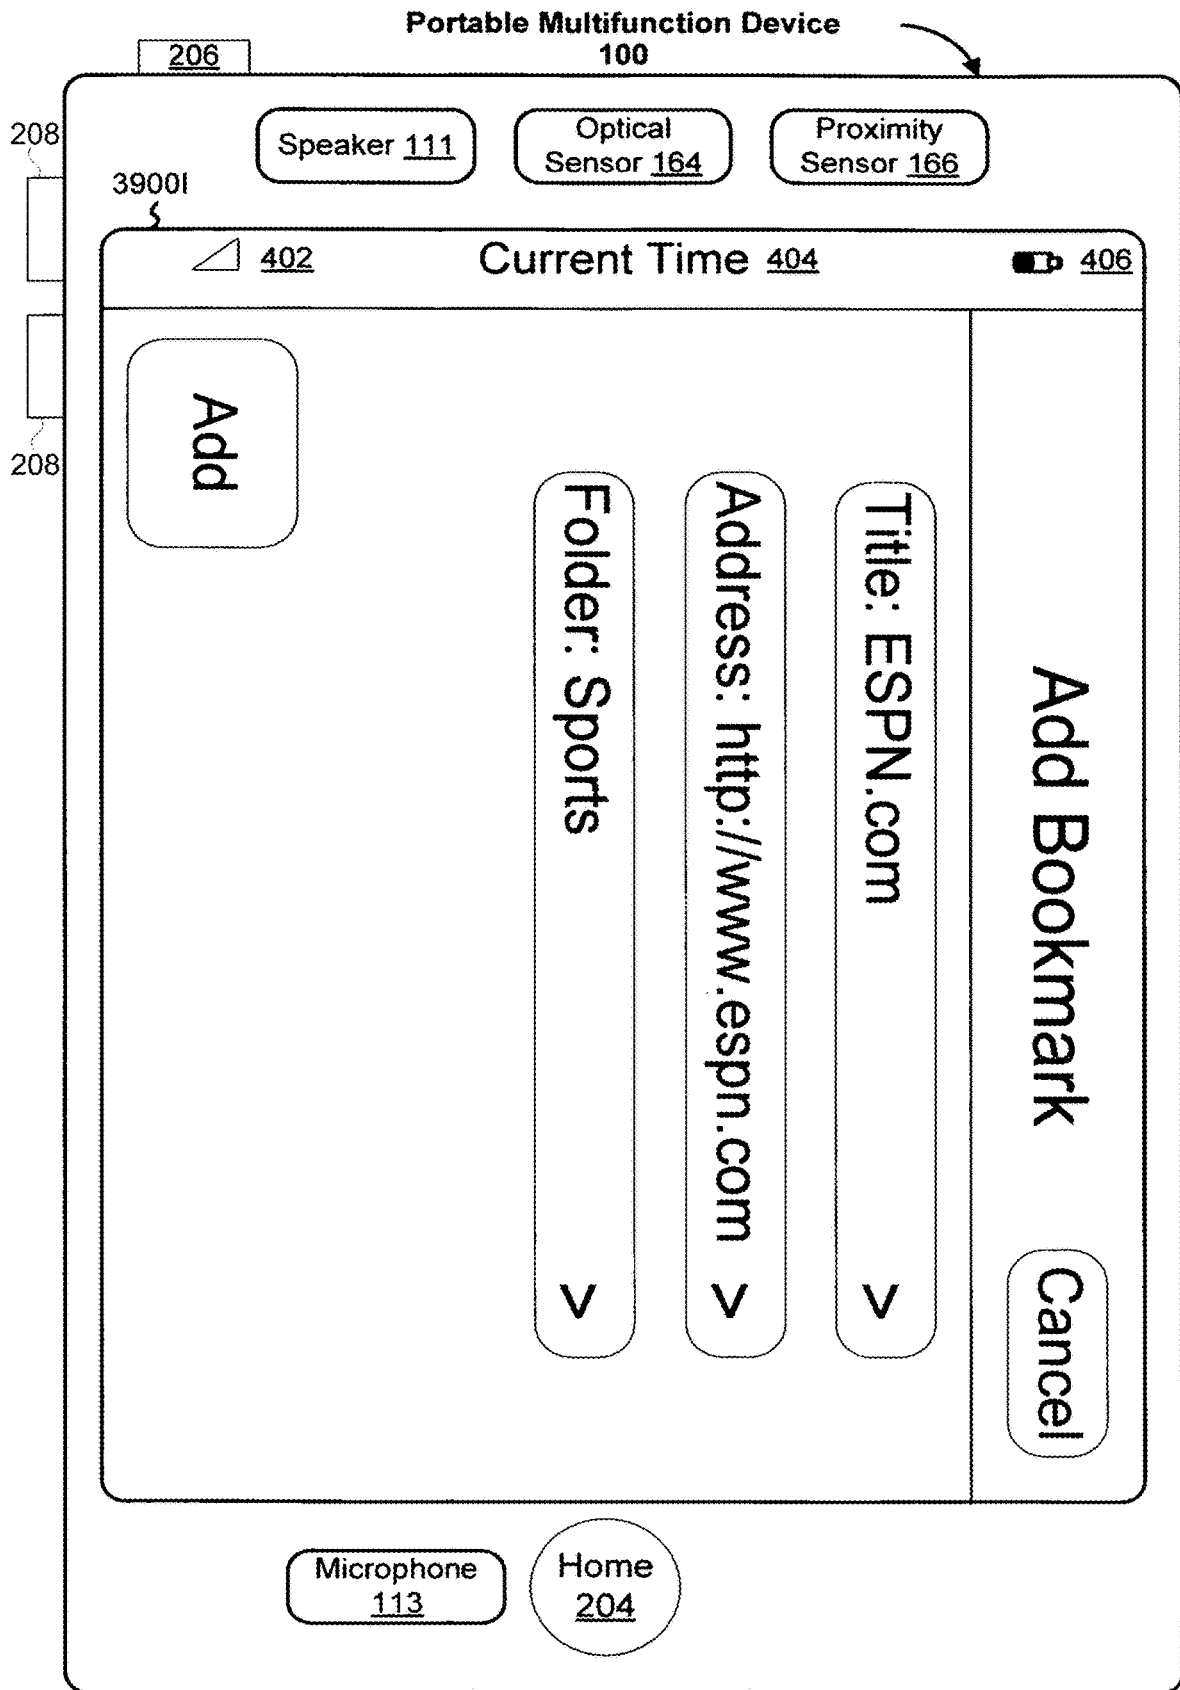 Portable Multifunction Device
100
206
208
208
Speaker 111
Optical
Sensor 164
Proximity
Sensor 166
3900I
402
Current Time 404
406
Add Bookmark
Cancel
Title: ESPN.com >
Address: http://www.espn.com >
Folder: Sports >
Add
Microphone
113
Home
204